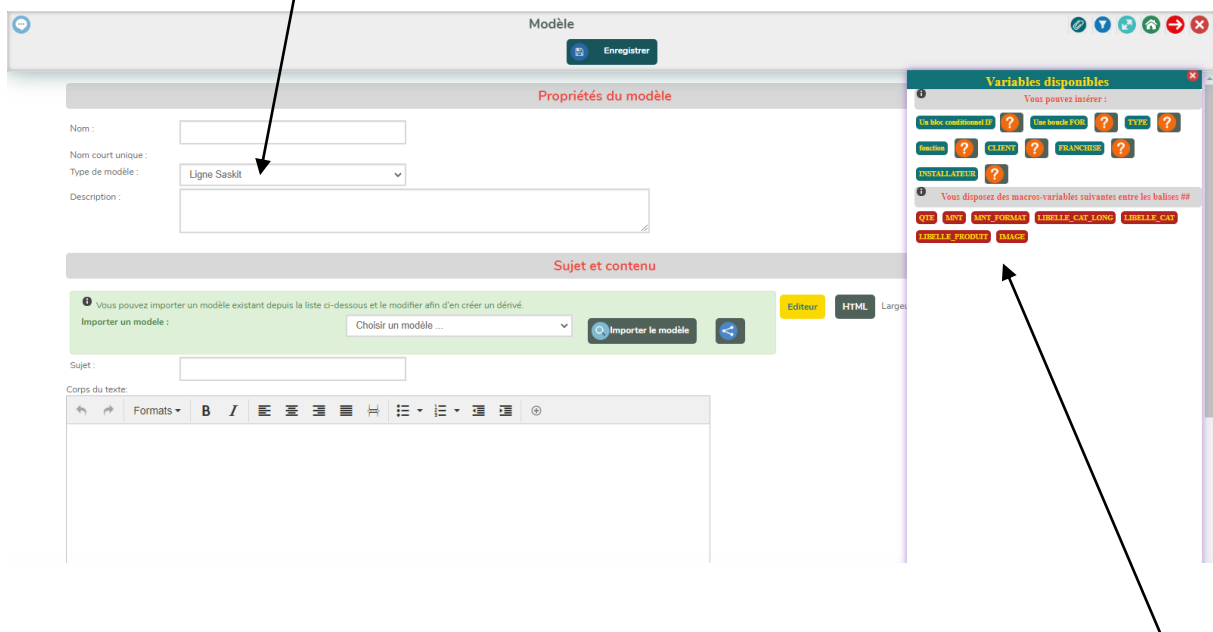 Modèle
Enregistrer
Propriétés du modèle
Nom :
Nom court unique :
Type de modèle :
Ligne Saskit
Description :
Sujet et contenu
Vous pouvez importer un modèle existant depuis la liste ci-dessous et le modifier afin d'en créer un dérivé.
Importer un modele :
Choisir un modèle ...
Importer le modèle
Editeur
HTML
Largeu
Sujet :
Corps du texte:
Formats
B I
Variables disponibles
Vous pouvez insérer :
Un bloc conditionnel IF ? Une boucle FOR ? TYPE ?
fonction ? CLIENT ? FRANCHISE ?
INSTALLATEUR ?
Vous disposez des macros-variables suivantes entre les balises ##
QTE MNT MNT_FORMAT LIBELLE_CAT_LONG LIBELLE_CAT
LIBELLE_PRODUIT IMAGE